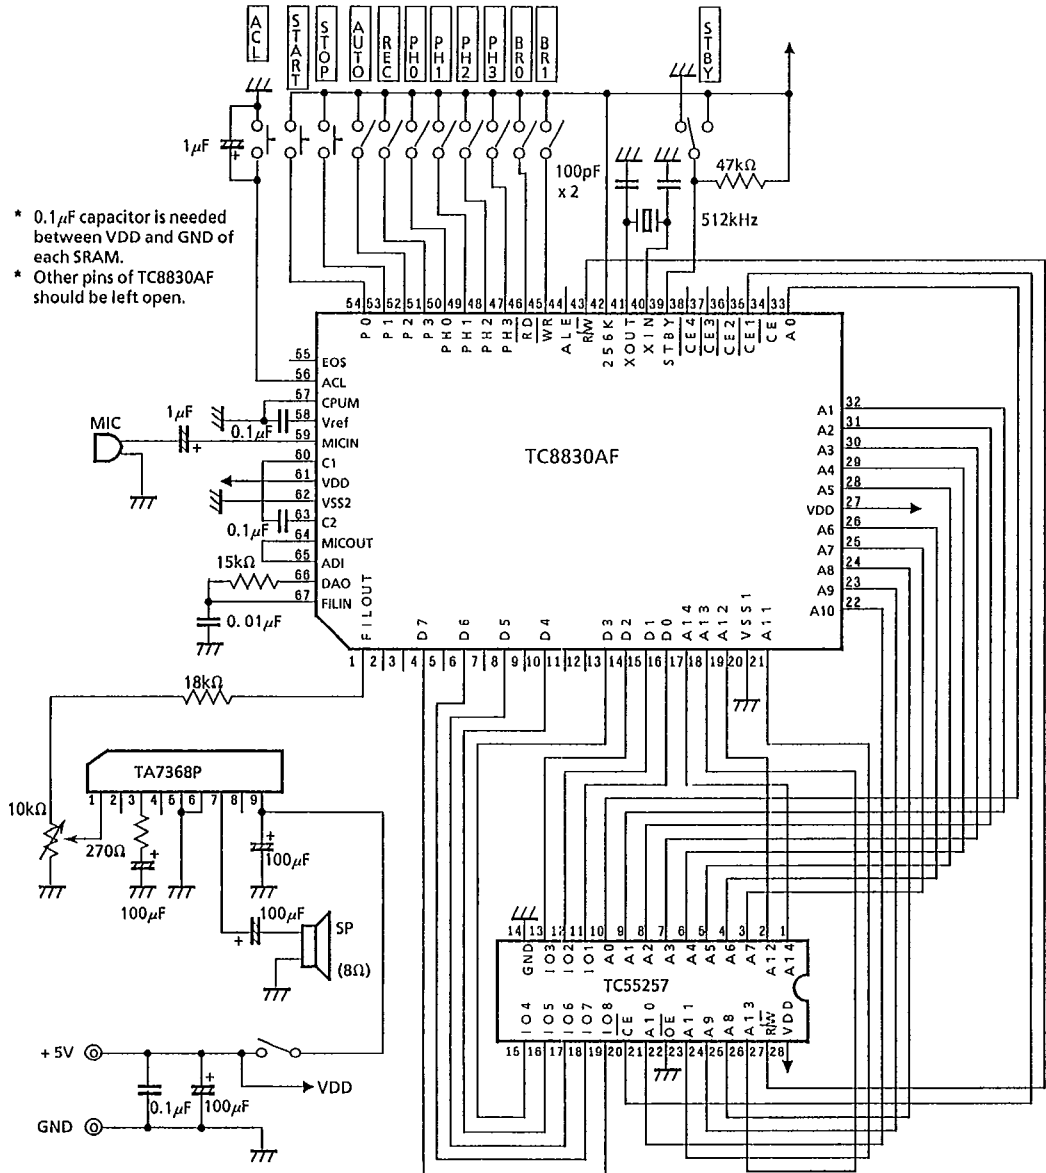 ACL
START
STOP
AUTO
REC
PH0
PH1
PH2
PH3
BR0
BR1
STBY
1μF
+
100pF
x 2
47kΩ
512kHz
* 0.1μF capacitor is needed
between VDD and GND of
each SRAM.
* Other pins of TC8830AF
should be left open.
54 53 52 51 50 49 48 47 46 45 44 43 42 41 40 39 38 37 36 35 34 33
P0 P1 P2 P3 PH0 PH1 PH2 PH3 RD WR ALE R/W 256K XOUT XIN STBY CE4 CE3 CE2 CE1 CE A0
55 EOS
56 ACL
57 CPUM
58 Vref
59 MICIN
60 C1
61 VDD
62 VSS2
63 C2
64 MICOUT
65 ADI
66 DAO
67 FILIN
MIC
1μF
+
0.1μF
0.1μF
15kΩ
0.01μF
TC8830AF
A1 32
A2 31
A3 30
A4 29
A5 28
VDD 27
A6 26
A7 25
A8 24
A9 23
A10 22
FILOUT D7 D6 D5 D4 D3 D2 D1 D0 A14 A13 A12 VSS1 A11
1 2 3 4 5 6 7 8 9 10 11 12 13 14 15 16 17 18 19 20 21
18kΩ
TA7368P
1 2 3 4 5 6 7 8 9
10kΩ
270Ω
+
100μF
+
100μF
100μF
+
SP
(8Ω)
14 13 12 11 10 9 8 7 6 5 4 3 2 1
GND IO3 IO2 IO1 A0 A1 A2 A3 A4 A5 A6 A7 A12 A14
TC55257
IO4 IO5 IO6 IO7 IO8 CE A10 OE A11 A9 A8 A13 R/W VDD
15 16 17 18 19 20 21 22 23 24 25 26 27 28
+5V
VDD
+
0.1μF
100μF
GND